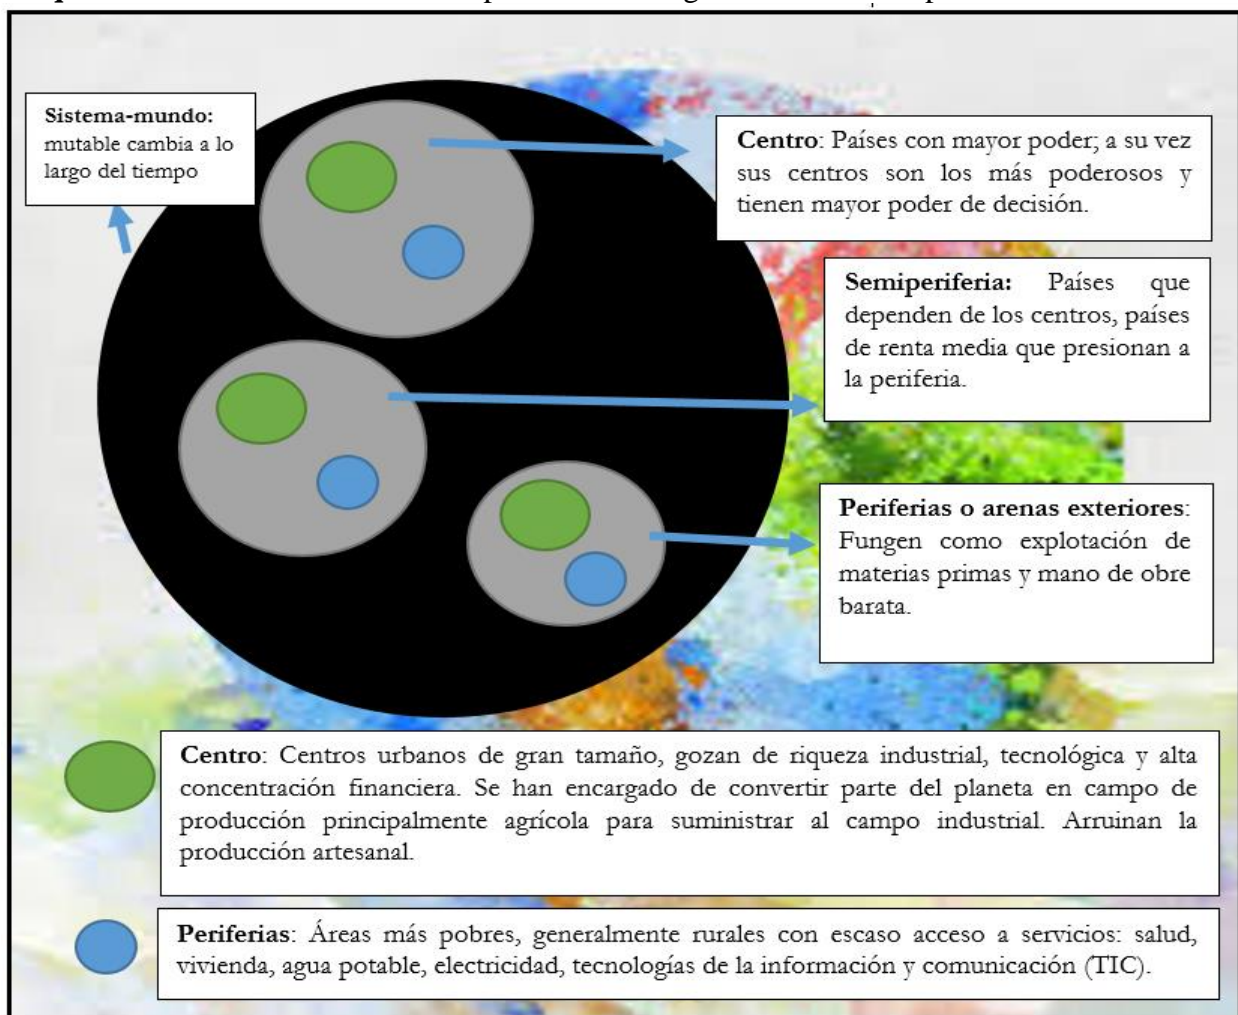 Sistema-mundo:
mutable cambia a lo
largo del tiempo
Centro: Países con mayor poder; a su vez
sus centros son los más poderosos y
tienen mayor poder de decisión.
Semiperiferia: Países que
dependen de los centros, países
de renta media que presionan a
la periferia.
Periferias o arenas exteriores:
Fungen como explotación de
materias primas y mano de obre
barata.
Centro: Centros urbanos de gran tamaño, gozan de riqueza industrial, tecnológica y alta
concentración financiera. Se han encargado de convertir parte del planeta en campo de
producción principalmente agrícola para suministrar al campo industrial. Arruinan la
producción artesanal.
Periferias: Áreas más pobres, generalmente rurales con escaso acceso a servicios: salud,
vivienda, agua potable, electricidad, tecnologías de la información y comunicación (TIC).